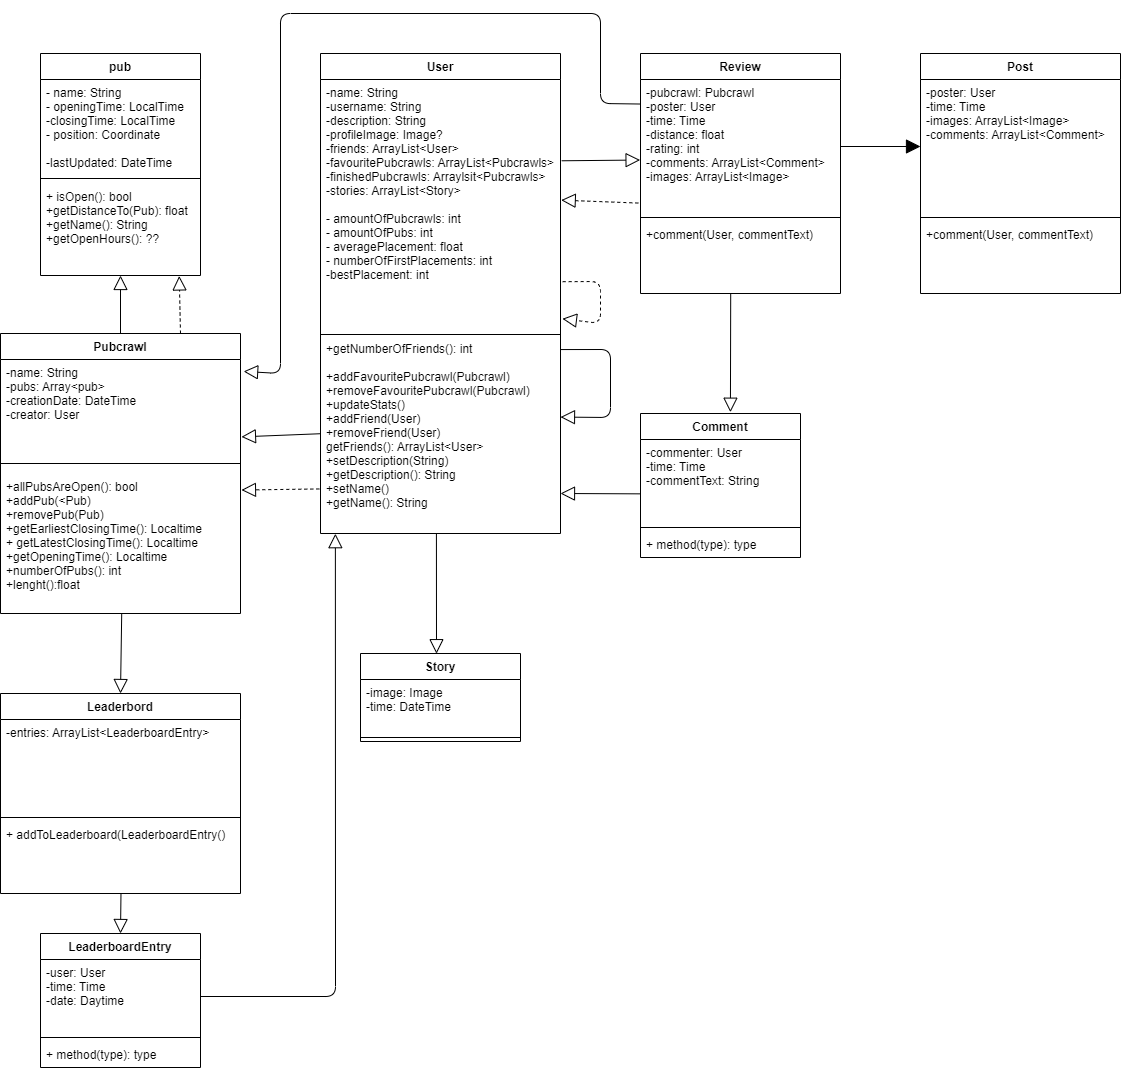 pub
- name: String
- openingTime: LocalTime
-closingTime: LocalTime
- position: Coordinate
-lastUpdated: DateTime
+ isOpen(): bool
+getDistanceTo(Pub): float
+getName(): String
+getOpenHours(): ??
User
-name: String
-username: String
-description: String
-profileImage: Image?
-friends: ArrayList<User>
-favouritePubcrawls: ArrayList<Pubcrawls>
-finishedPubcrawls: Arraylsit<Pubcrawls>
-stories: ArrayList<Story>
- amountOfPubcrawls: int
- amountOfPubs: int
- averagePlacement: float
- numberOfFirstPlacements: int
-bestPlacement: int
+getNumberOfFriends(): int
+addFavouritePubcrawl(Pubcrawl)
+removeFavouritePubcrawl(Pubcrawl)
+updateStats()
+addFriend(User)
+removeFriend(User)
getFriends(): ArrayList<User>
+setDescription(String)
+getDescription(): String
+setName()
+getName(): String
Review
-pubcrawl: Pubcrawl
-poster: User
-time: Time
-distance: float
-rating: int
-comments: ArrayList<Comment>
-images: ArrayList<Image>
+comment(User, commentText)
Post
-poster: User
-time: Time
-images: ArrayList<Image>
-comments: ArrayList<Comment>
+comment(User, commentText)
Pubcrawl
-name: String
-pubs: Array<pub>
-creationDate: DateTime
-creator: User
+allPubsAreOpen(): bool
+addPub(<Pub)
+removePub(Pub)
+getEarliestClosingTime(): Localtime
+ getLatestClosingTime(): Localtime
+getOpeningTime(): Localtime
+numberOfPubs(): int
+lenght():float
Comment
-commenter: User
-time: Time
-commentText: String
+ method(type): type
Story
-image: Image
-time: DateTime
Leaderbord
-entries: ArrayList<LeaderboardEntry>
+ addToLeaderboard(LeaderboardEntry()
LeaderboardEntry
-user: User
-time: Time
-date: Daytime
+ method(type): type